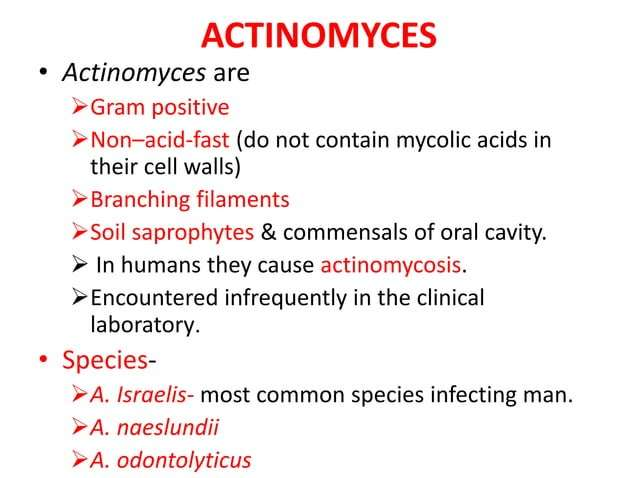 ACTINOMYCES
• Actinomyces are
➢Gram positive
➢Non–acid-fast (do not contain mycolic acids in
their cell walls)
➢Branching filaments
➢Soil saprophytes & commensals of oral cavity.
➢ In humans they cause actinomycosis.
➢Encountered infrequently in the clinical
laboratory.
• Species-
➢A. Israelis- most common species infecting man.
➢A. naeslundii
➢A. odontolyticus